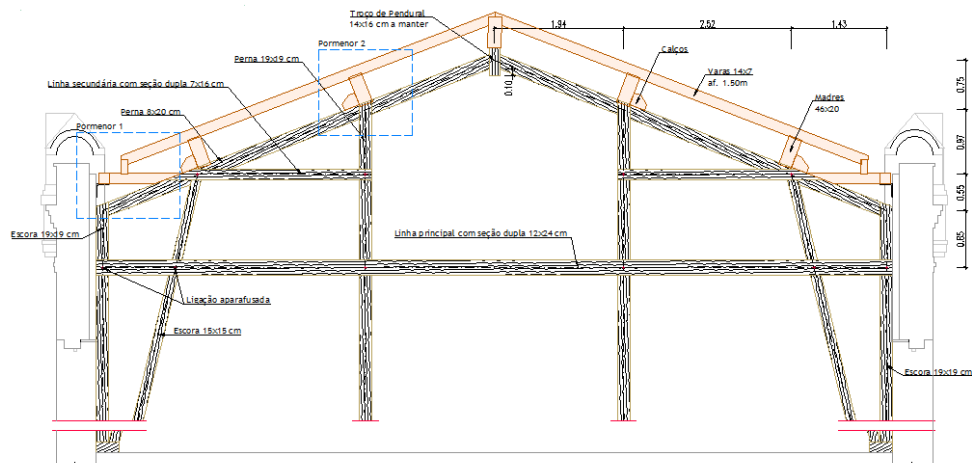 Troço de Pendural
14x16 cm a manter
1.94
2.52
1.43
Pormenor 2
Calços
Perna 19x19 cm
Varas 14x7
af. 1.50m
0.10
0.75
Linha secundária com seção dupla 7x16 cm
Madres
46x20
Perna 8x20 cm
Pormenor 1
0.97
0.55
Escora 19x19 cm
Linha principal com seção dupla 12x24 cm
0.85
Ligação aparafusada
Escora 15x15 cm
Escora 19x19 cm